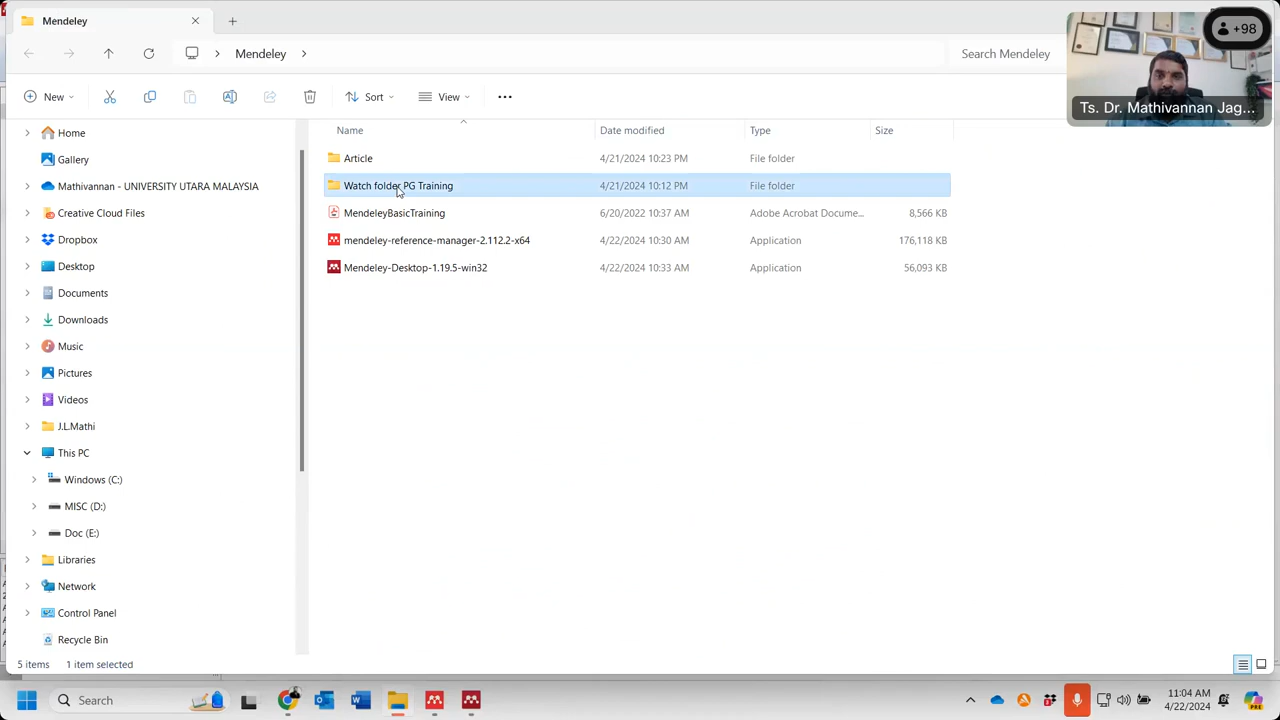 Mendeley
+98
Mendeley
Search Mendeley
Ts. Dr. Mathivannan Jag...
New
Sort
View
Name
Date modified
Type
Size
Home
Gallery
Mathivannan - UNIVERSITY UTARA MALAYSIA
Creative Cloud Files
Dropbox
Desktop
Documents
Downloads
Music
Pictures
Videos
J.L.Mathi
This PC
Windows (C:)
MISC (D:)
Doc (E:)
Libraries
Network
Control Panel
Recycle Bin
Article 4/21/2024 10:23 PM File folder
Watch folder PG Training 4/21/2024 10:12 PM File folder
MendeleyBasicTraining 6/20/2022 10:37 AM Adobe Acrobat Docume... 8,566 KB
mendeley-reference-manager-2.112.2-x64 4/22/2024 10:30 AM Application 176,118 KB
Mendeley-Desktop-1.19.5-win32 4/22/2024 10:33 AM Application 56,093 KB
5 items 1 item selected
Search
11:04 AM
4/22/2024